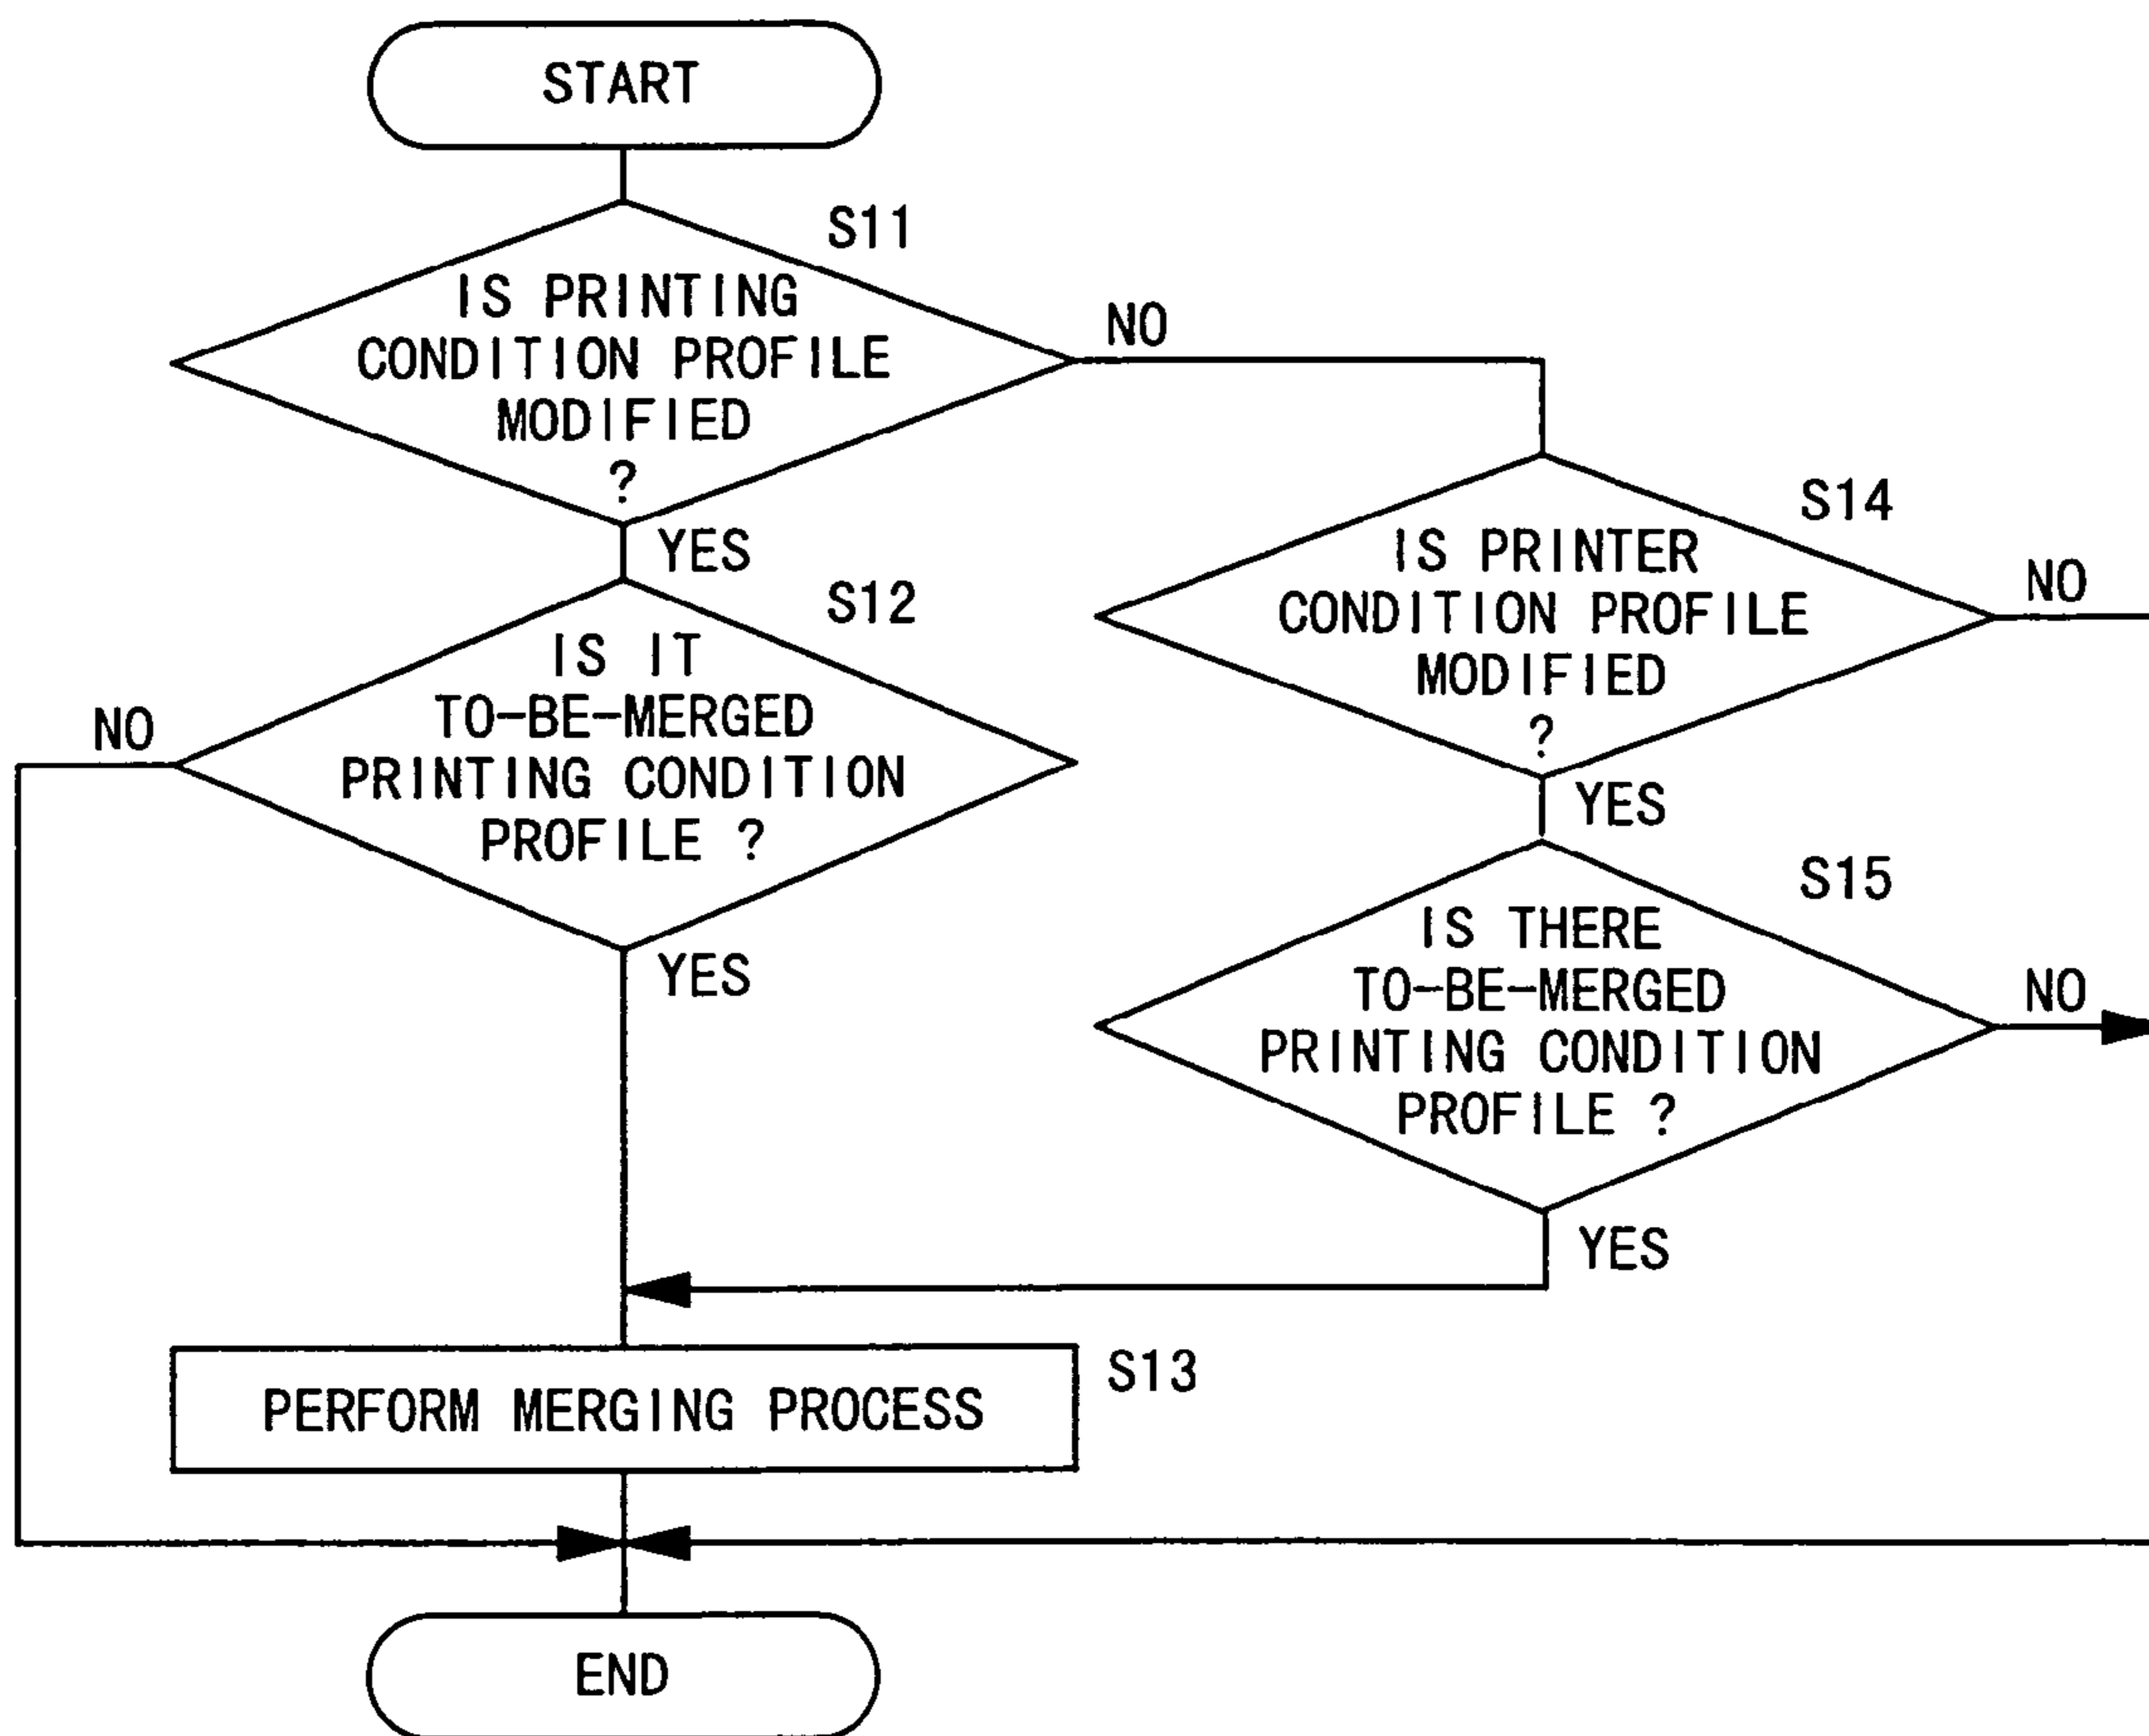 START
S11
IS PRINTING
CONDITION PROFILE
MODIFIED
?
NO
YES
S12
IS IT
TO-BE-MERGED
PRINTING CONDITION
PROFILE ?
NO
YES
S14
IS PRINTER
CONDITION PROFILE
MODIFIED
?
NO
YES
S15
IS THERE
TO-BE-MERGED
PRINTING CONDITION
PROFILE ?
NO
YES
S13
PERFORM MERGING PROCESS
END